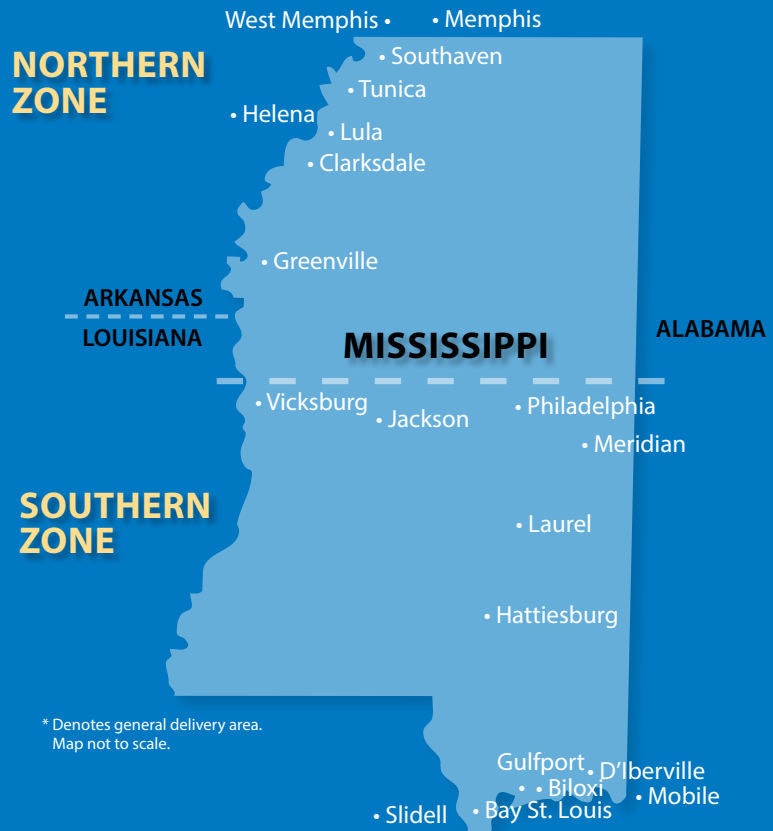 West Memphis • • Memphis
NORTHERN
ZONE
• Southaven
• Tunica
• Helena
• Lula
• Clarksdale
• Greenville
ARKANSAS
LOUISIANA
MISSISSIPPI
ALABAMA
• Vicksburg
• Jackson
• Philadelphia
• Meridian
SOUTHERN
ZONE
• Laurel
• Hattiesburg
* Denotes general delivery area.
Map not to scale.
Gulfport
• D'Iberville
• • Biloxi
• Mobile
• Slidell
• Bay St. Louis